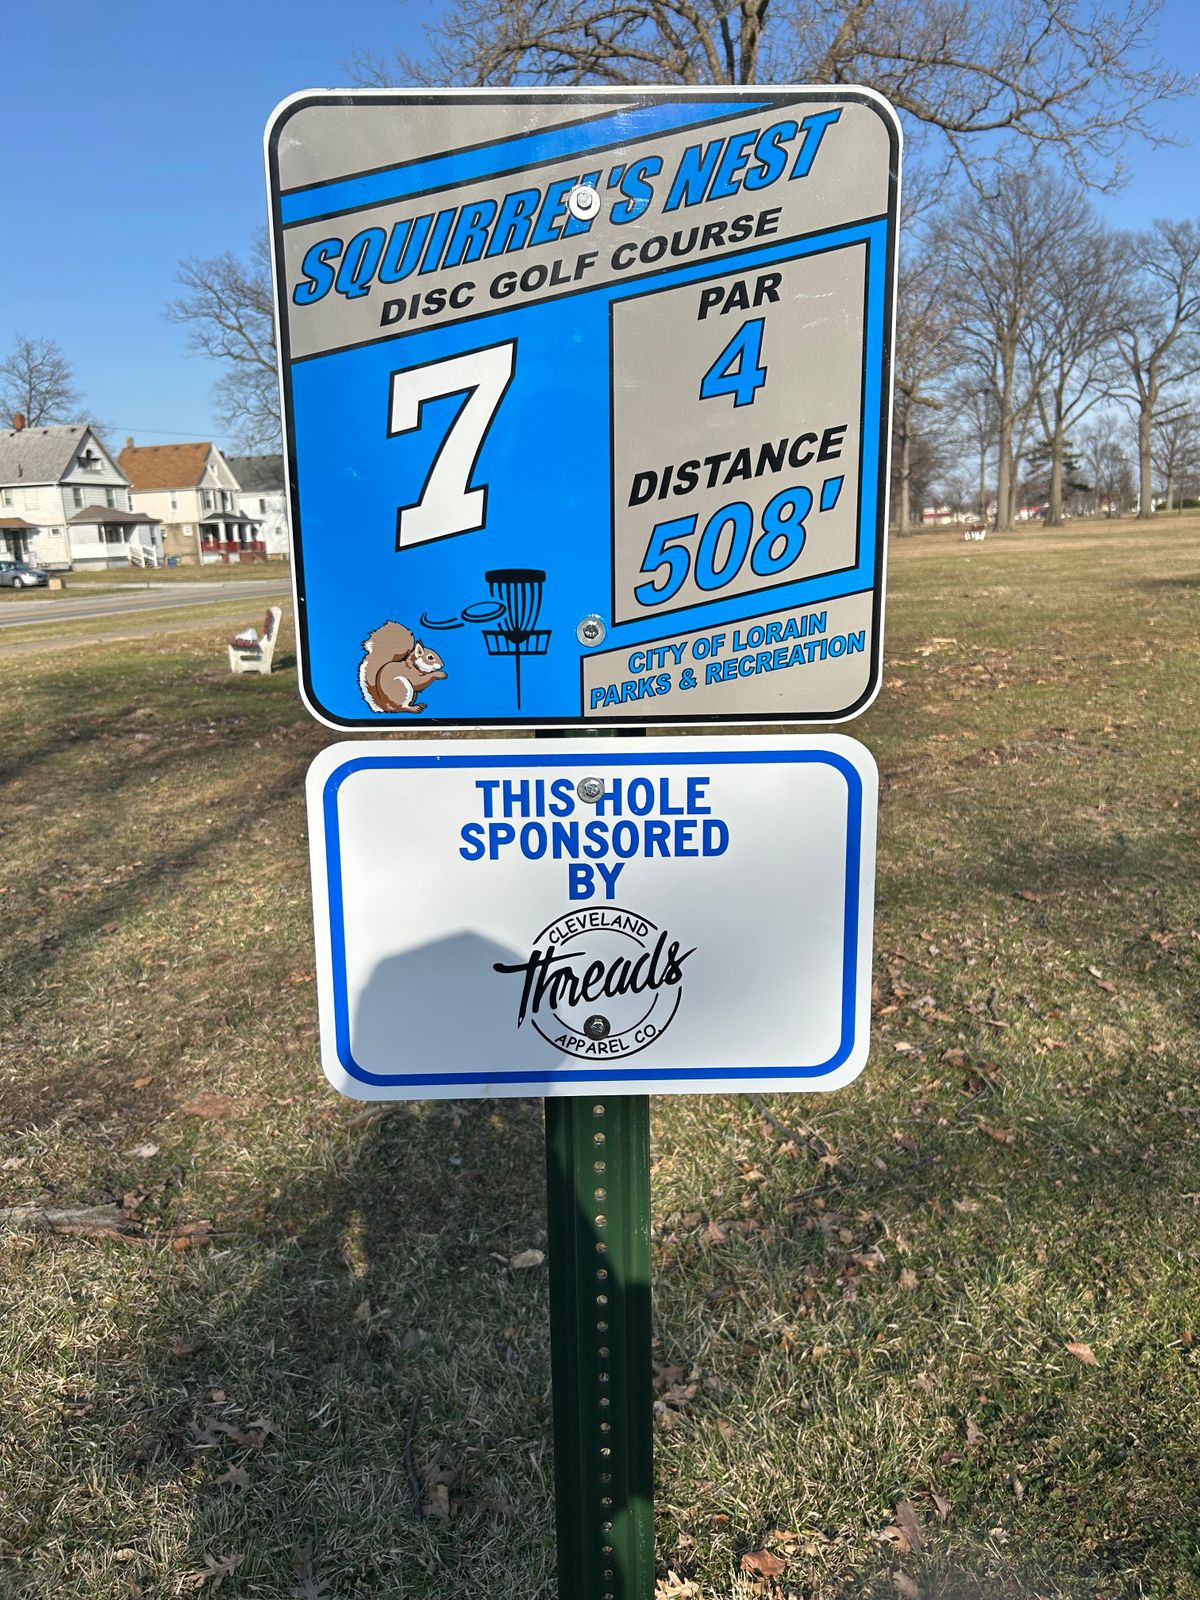 SQUIRREL'S NEST
DISC GOLF COURSE
7
PAR
4
DISTANCE
508'
CITY OF LORAIN
PARKS & RECREATION
THIS HOLE
SPONSORED
BY
CLEVELAND
Threads
APPAREL CO.